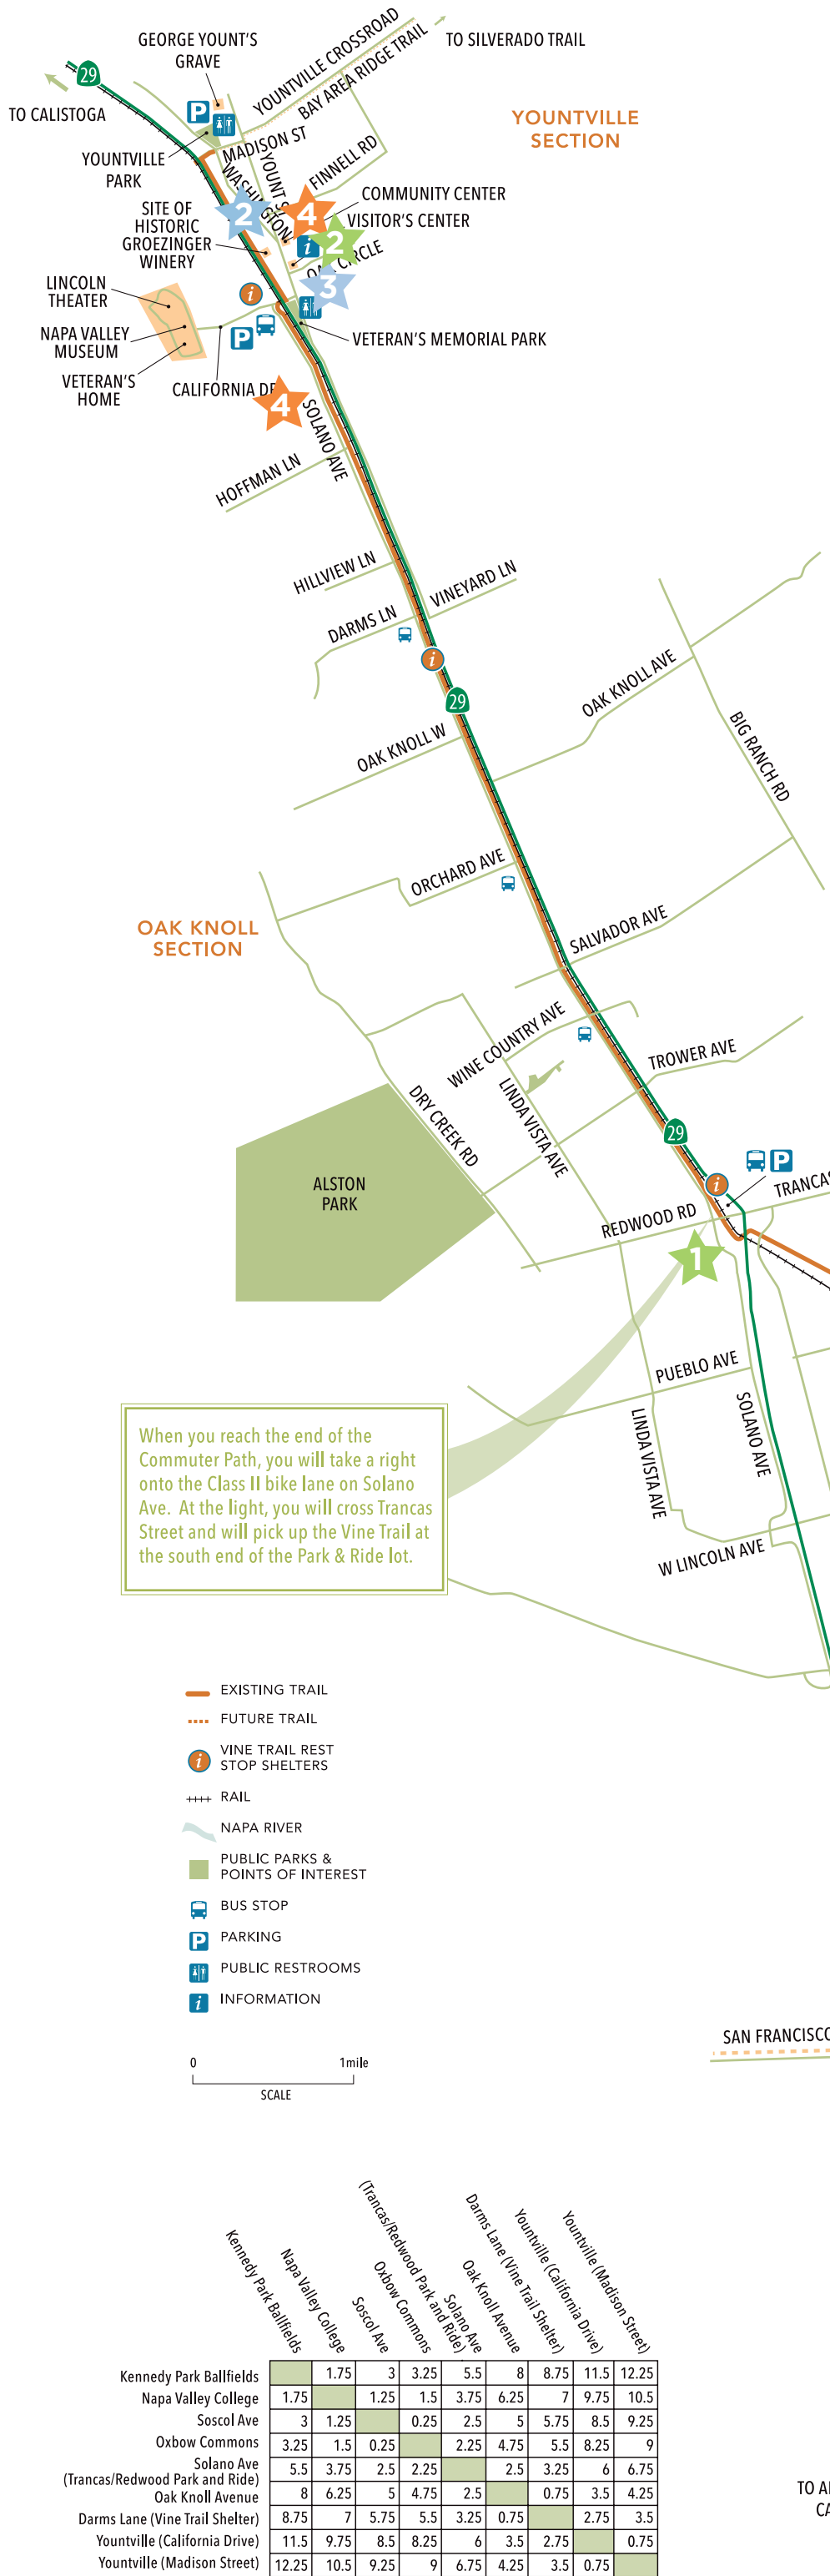 GEORGE YOUNT'S
GRAVE
YOUNTVILLE CROSSROAD
BAY AREA RIDGE TRAIL
TO SILVERADO TRAIL
29
TO CALISTOGA
P
YOUNTVILLE
SECTION
MADISON ST
YOUNTVILLE
PARK
YOUNT
WASHINGTON
FINNELL RD
COMMUNITY CENTER
2
4
SITE OF
HISTORIC
GROEZINGER
WINERY
VISITOR'S CENTER
i
2
CIRCLE
3
LINCOLN
THEATER
i
NAPA VALLEY
MUSEUM
P
VETERAN'S MEMORIAL PARK
VETERAN'S
HOME
CALIFORNIA
4
SOLANO AVE
HOFFMAN LN
HILLVIEW LN
VINEYARD LN
DARMS LN
i
29
OAK KNOLL AVE
OAK KNOLL W
BIG RANCH RD
ORCHARD AVE
OAK KNOLL
SECTION
SALVADOR AVE
WINE COUNTRY AVE
TROWER AVE
LINDA VISTA AVE
DRY CREEK RD
29
ALSTON
PARK
P
i
REDWOOD RD
1
PUEBLO AVE
SOLANO AVE
LINDA VISTA AVE
W LINCOLN AVE
When you reach the end of the
Commuter Path, you will take a right
onto the Class II bike lane on Solano
Ave. At the light, you will cross Trancas
Street and will pick up the Vine Trail at
the south end of the Park & Ride lot.
EXISTING TRAIL
FUTURE TRAIL
i VINE TRAIL REST
STOP SHELTERS
RAIL
NAPA RIVER
PUBLIC PARKS &
POINTS OF INTEREST
BUS STOP
P PARKING
PUBLIC RESTROOMS
i INFORMATION
0 1mile
SCALE
SAN FRANCISCO
Kennedy Park Ballfields
Napa Valley College
Soscol Ave
Oxbow Commons
Solano Ave
(Trancas/Redwood Park and Ride)
Oak Knoll Avenue
Darms Lane (Vine Trail Shelter)
Yountville (California Drive)
Yountville (Madison Street)
Kennedy Park Ballfields 1.75 3 3.25 5.5 8 8.75 11.5 12.25
Napa Valley College 1.75 1.25 1.5 3.75 6.25 7 9.75 10.5
Soscol Ave 3 1.25 0.25 2.5 5 5.75 8.5 9.25
Oxbow Commons 3.25 1.5 0.25 2.25 4.75 5.5 8.25 9
Solano Ave
(Trancas/Redwood Park and Ride) 5.5 3.75 2.5 2.25 2.5 3.25 6 6.75
Oak Knoll Avenue 8 6.25 5 4.75 2.5 0.75 3.5 4.25
Darms Lane (Vine Trail Shelter) 8.75 7 5.75 5.5 3.25 0.75 2.75 3.5
Yountville (California Drive) 11.5 9.75 8.5 8.25 6 3.5 2.75 0.75
Yountville (Madison Street) 12.25 10.5 9.25 9 6.75 4.25 3.5 0.75